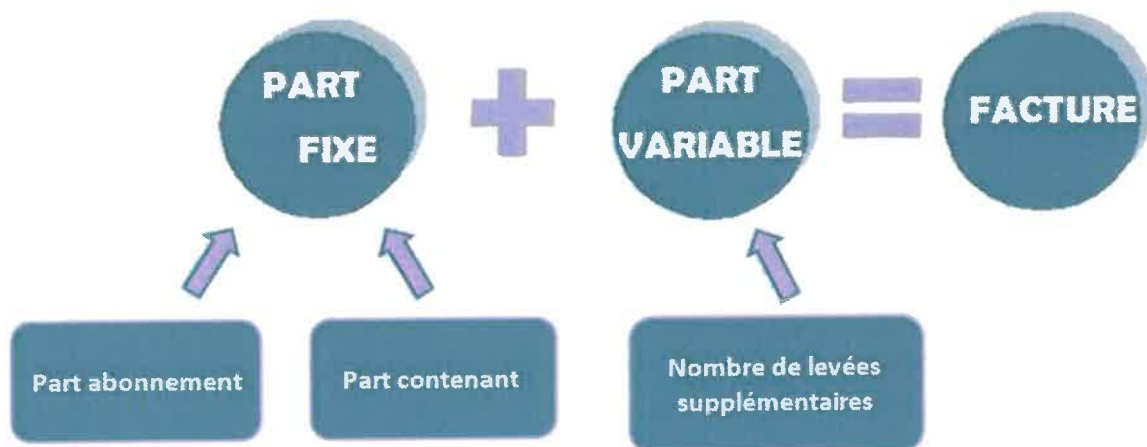 PART
FIXE
PART
VARIABLE
FACTURE
Part abonnement
Part contenant
Nombre de levées
supplémentaires